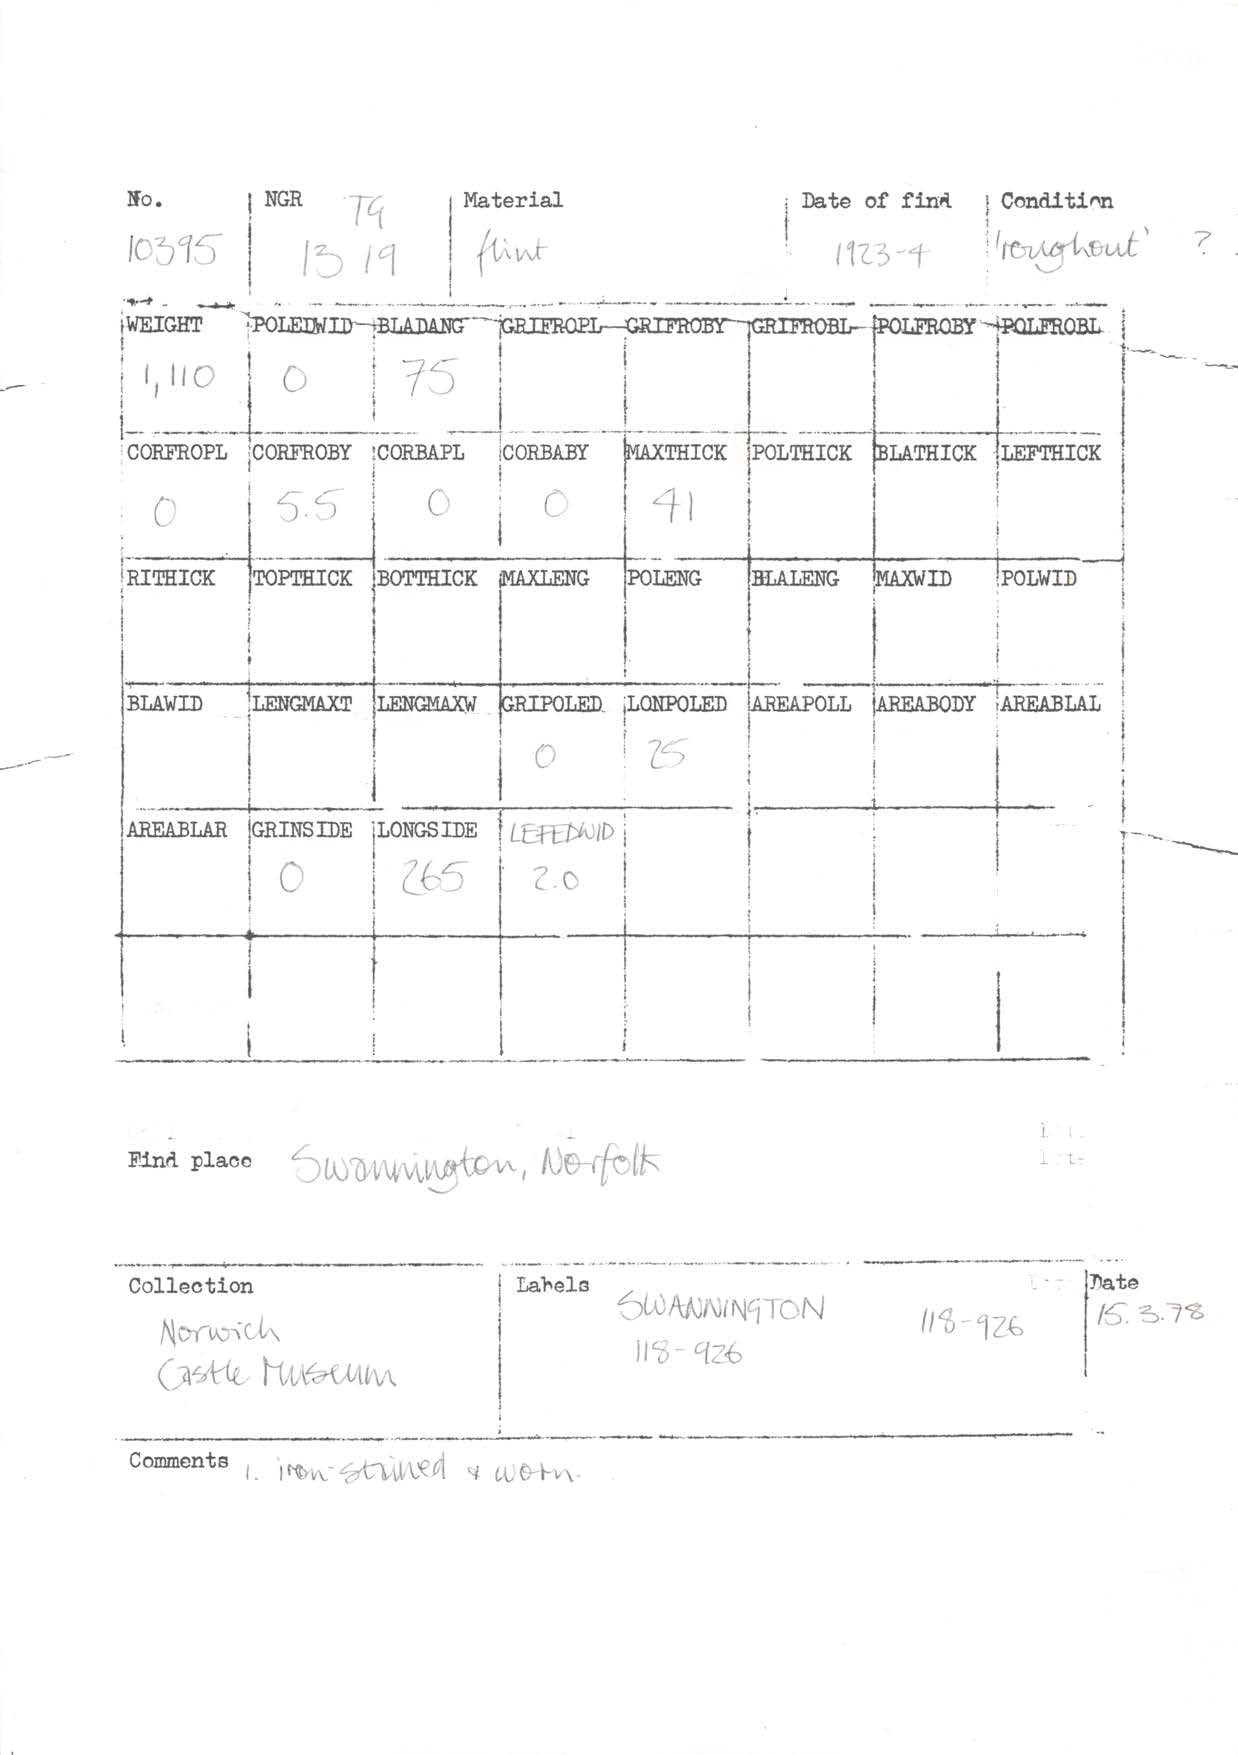 No. NGR TG Material Date of find Condition
10395 13 19 flint 1923-4 'roughout' ?
WEIGHT POLEDWID BLADANG GRIFROPL GRIFROBY GRIFROBL POLFROBY POLFROBL
1,110 0 75
CORFROPL CORFROBY CORBAPL CORBABY MAXTHICK POLTHICK BLATHICK LEFTHICK
0 5.5 0 0 41
RITHICK TOPTHICK BOTTHICK MAXLENG POLENG BLALENG MAXWID POLWID
BLAWID LENGMAXT LENGMAXW GRIPOLED LONPOLED AREAPOLL AREABODY AREABLAL
0 25
AREABLAR GRINSIDE LONGSIDE LEFEDWID
0 265 2.0
Find place Swannington, Norfolk
Collection Labels Date
SWANNINGTON 118-926 15.3.78
Norwich 118-926
Castle Museum
Comments 1. iron-stained & worn.